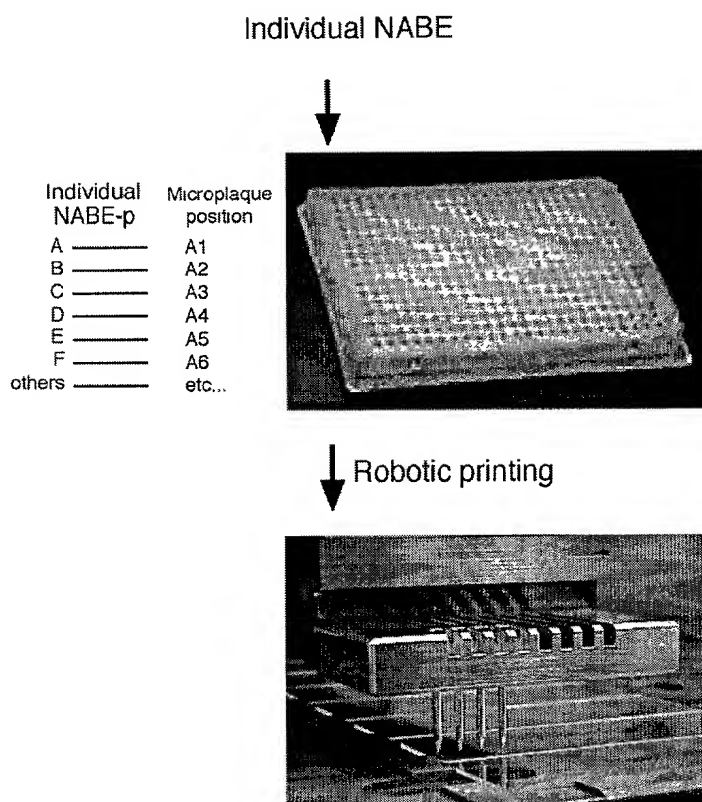 Individual NABE
Individual Microplaque
NABE-p position
A A1
B A2
C A3
D A4
E A5
F A6
others etc...
Robotic printing